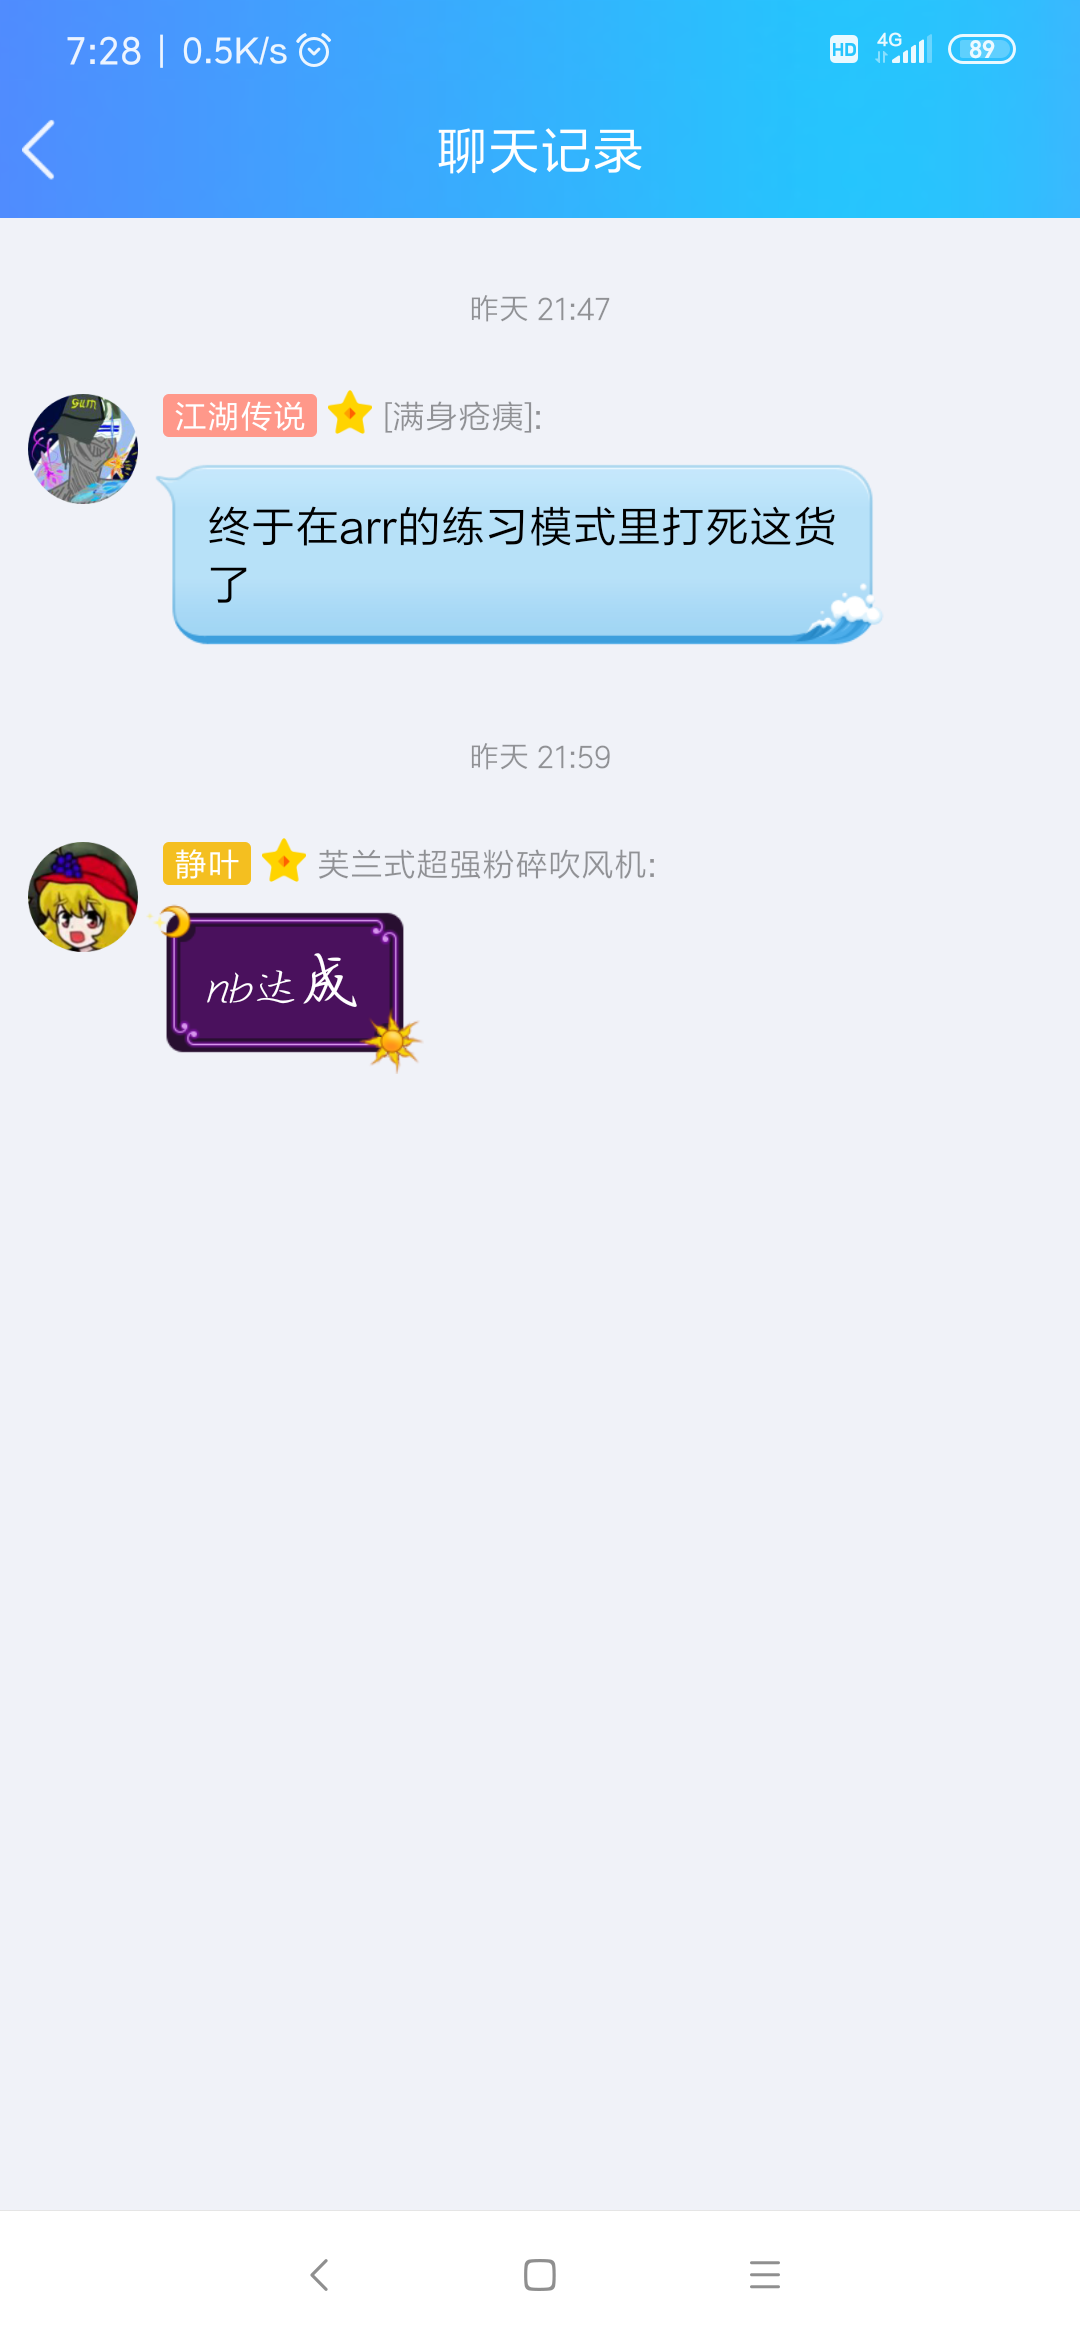 7:28 | 0.5K/s
HD 4G 89
聊天记录
昨天 21:47
江湖传说 [满身疮痍]:
终于在arr的练习模式里打死这货
了
昨天 21:59
静叶 芙兰式超强粉碎吹风机:
nb达成